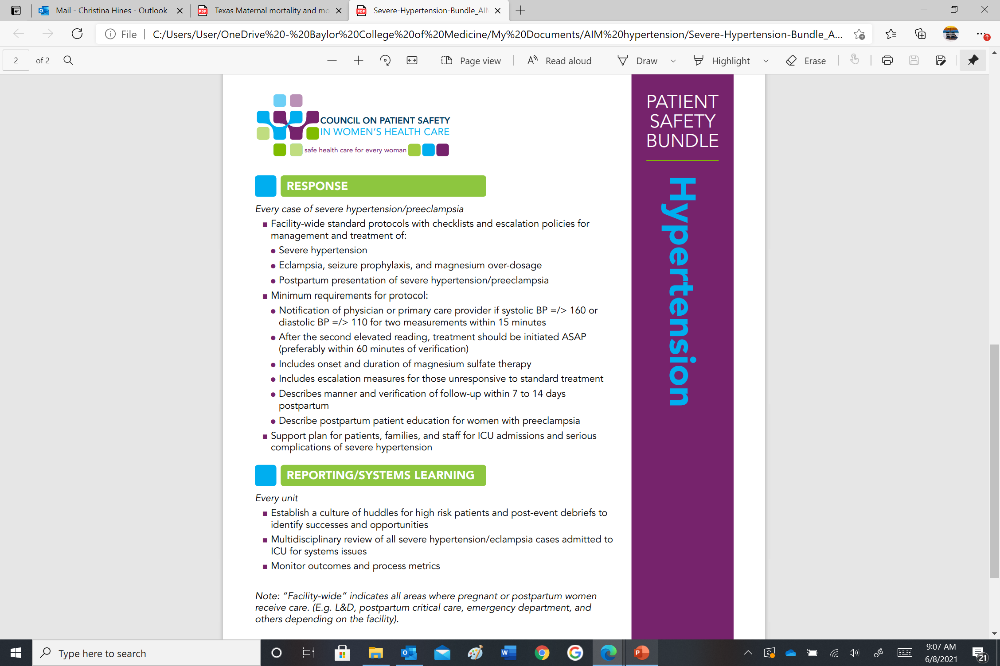 Mail - Christina Hines - Outlook
Texas Maternal mortality and mo
Severe-Hypertension-Bundle_AI
File
C:/Users/User/OneDrive%20-%20Baylor%20College%20of%20Medicine/My%20Documents/AIM%20hypertension/Severe-Hypertension-Bundle_A...
2 of 2
Page view
Read aloud
Draw
Highlight
Erase
COUNCIL ON PATIENT SAFETY
IN WOMEN'S HEALTH CARE
safe health care for every woman
PATIENT
SAFETY
BUNDLE
Hypertension
RESPONSE
Every case of severe hypertension/preeclampsia
■ Facility-wide standard protocols with checklists and escalation policies for
management and treatment of:
● Severe hypertension
● Eclampsia, seizure prophylaxis, and magnesium over-dosage
● Postpartum presentation of severe hypertension/preeclampsia
■ Minimum requirements for protocol:
● Notification of physician or primary care provider if systolic BP =/> 160 or
diastolic BP =/> 110 for two measurements within 15 minutes
● After the second elevated reading, treatment should be initiated ASAP
(preferably within 60 minutes of verification)
● Includes onset and duration of magnesium sulfate therapy
● Includes escalation measures for those unresponsive to standard treatment
● Describes manner and verification of follow-up within 7 to 14 days
postpartum
● Describe postpartum patient education for women with preeclampsia
■ Support plan for patients, families, and staff for ICU admissions and serious
complications of severe hypertension
REPORTING/SYSTEMS LEARNING
Every unit
■ Establish a culture of huddles for high risk patients and post-event debriefs to
identify successes and opportunities
■ Multidisciplinary review of all severe hypertension/eclampsia cases admitted to
ICU for systems issues
■ Monitor outcomes and process metrics
Note: “Facility-wide” indicates all areas where pregnant or postpartum women
receive care. (E.g. L&D, postpartum critical care, emergency department, and
others depending on the facility).
Type here to search
9:07 AM
6/8/2021
21